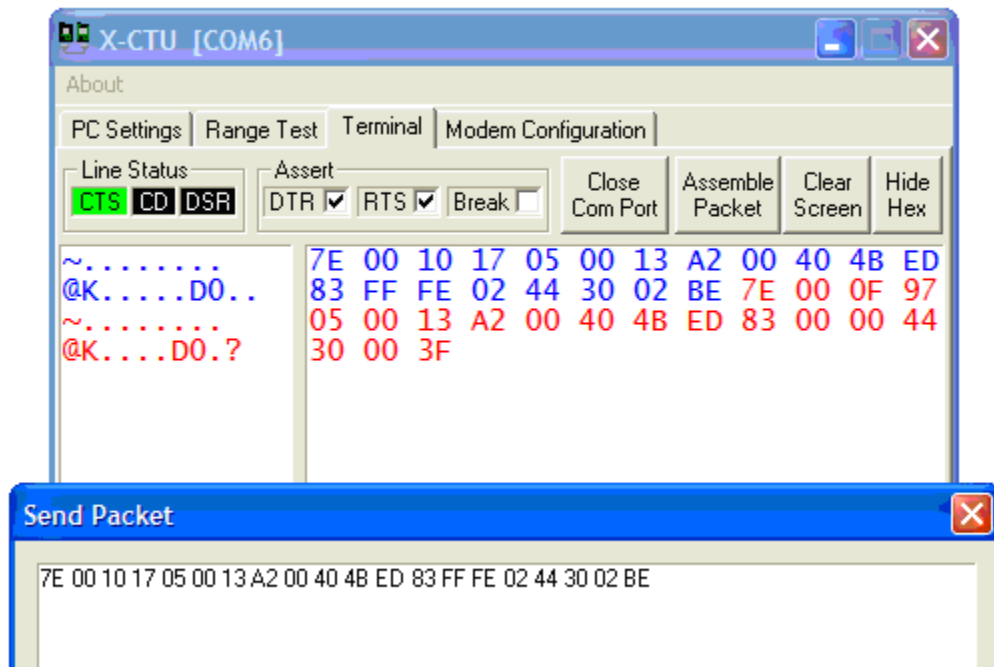 X-CTU [COM6]
About
PC Settings Range Test Terminal Modem Configuration
Line Status Assert
CTS CD DSR DTR RTS Break
Close Com Port
Assemble Packet
Clear Screen
Hide Hex
~........
@K.....D0..
~........
@K....D0.?
7E 00 10 17 05 00 13 A2 00 40 4B ED
83 FF FE 02 44 30 02 BE 7E 00 0F 97
05 00 13 A2 00 40 4B ED 83 00 00 44
30 00 3F
Send Packet
7E 00 10 17 05 00 13 A2 00 40 4B ED 83 FF FE 02 44 30 02 BE